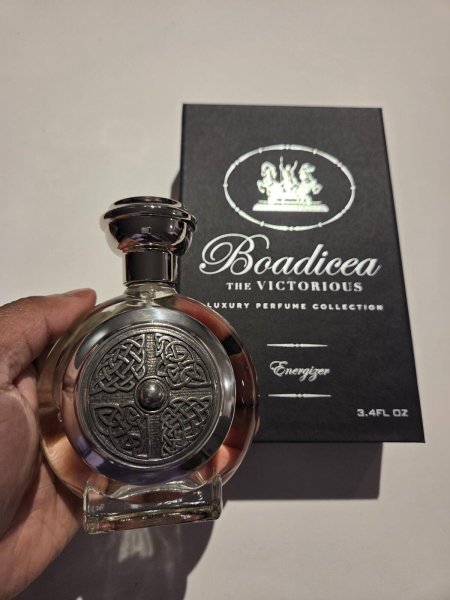 Boadicea
THE VICTORIOUS
LUXURY PERFUME COLLECTION
Energizer
3.4FL OZ